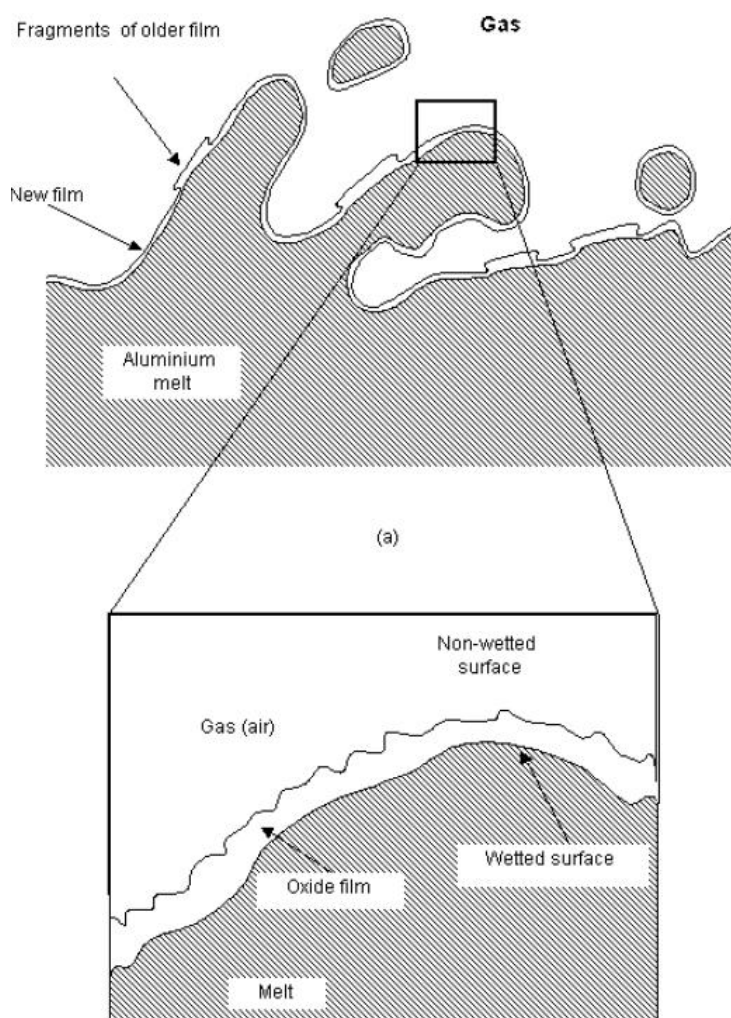 Gas
Fragments of older film
New film
Aluminium
melt
(a)
Non-wetted
surface
Gas (air)
Wetted surface
Oxide film
Melt